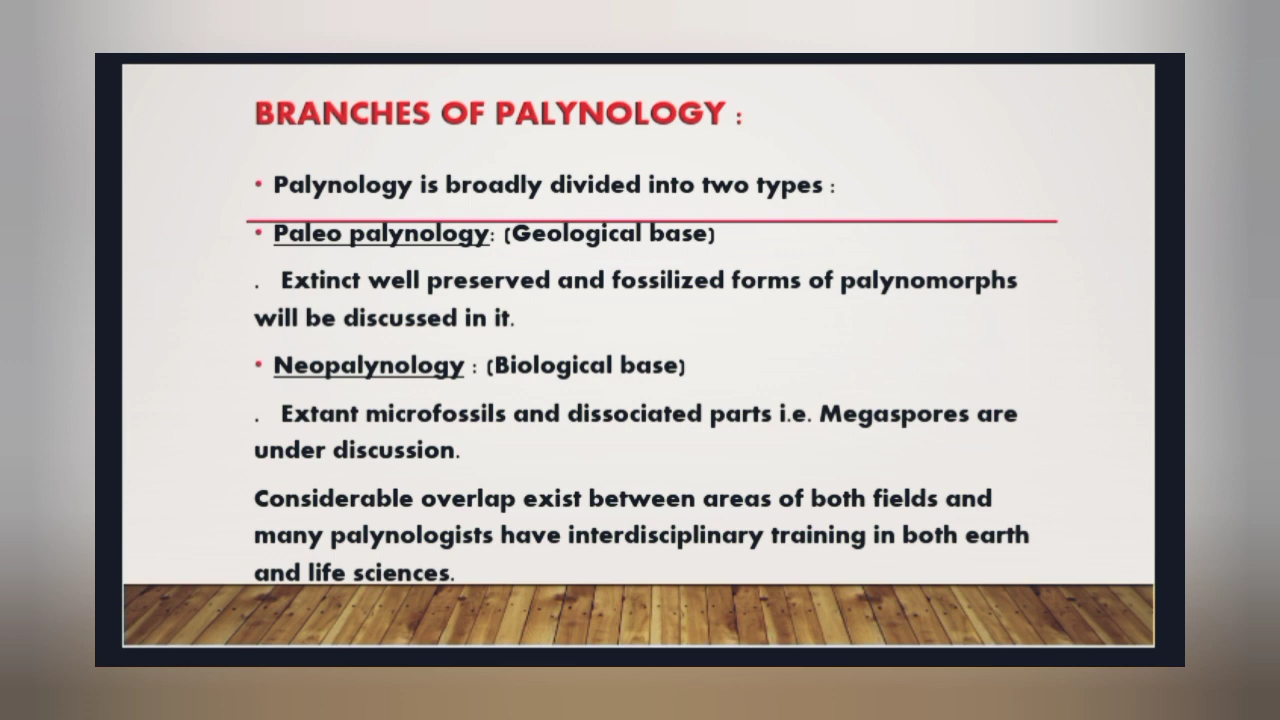 BRANCHES OF PALYNOLOGY :
• Palynology is broadly divided into two types :
• Paleo palynology: (Geological base)
. Extinct well preserved and fossilized forms of palynomorphs
will be discussed in it.
• Neopalynology : (Biological base)
. Extant microfossils and dissociated parts i.e. Megaspores are
under discussion.
Considerable overlap exist between areas of both fields and
many palynologists have interdisciplinary training in both earth
and life sciences.